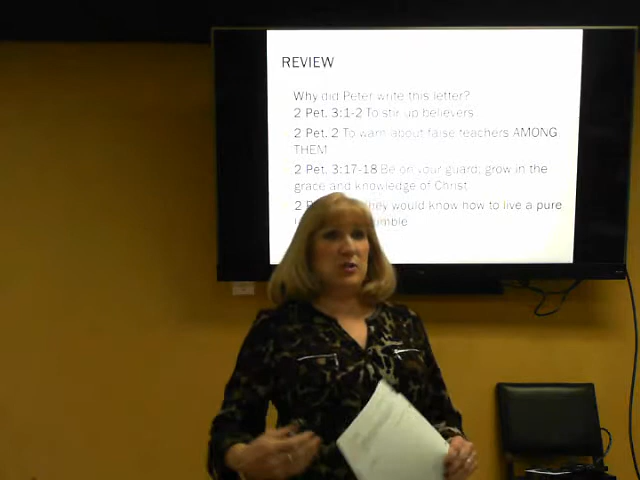 REVIEW
Why did Peter write this letter?
2 Pet. 3:1-2 To stir up believers
2 Pet. 2 To warn about false teachers AMONG
THEM
2 Pet. 3:17-18 Be on your guard; grow in the
grace and knowledge of Christ
2 they would know how to live a pure